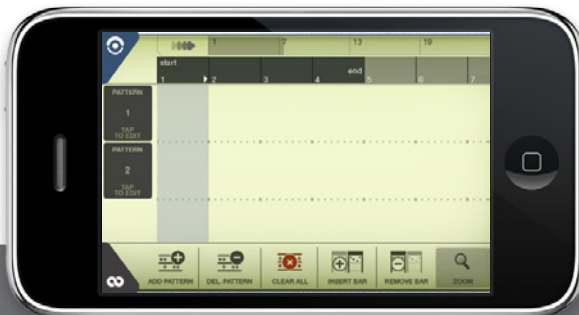 1 7 13 19
start end
1 2 3 4 5 6 7
PATTERN
1
TAP
TO EDIT
PATTERN
2
TAP
TO EDIT
ADD PATTERN DEL. PATTERN CLEAR ALL INSERT BAR REMOVE BAR ZOOM